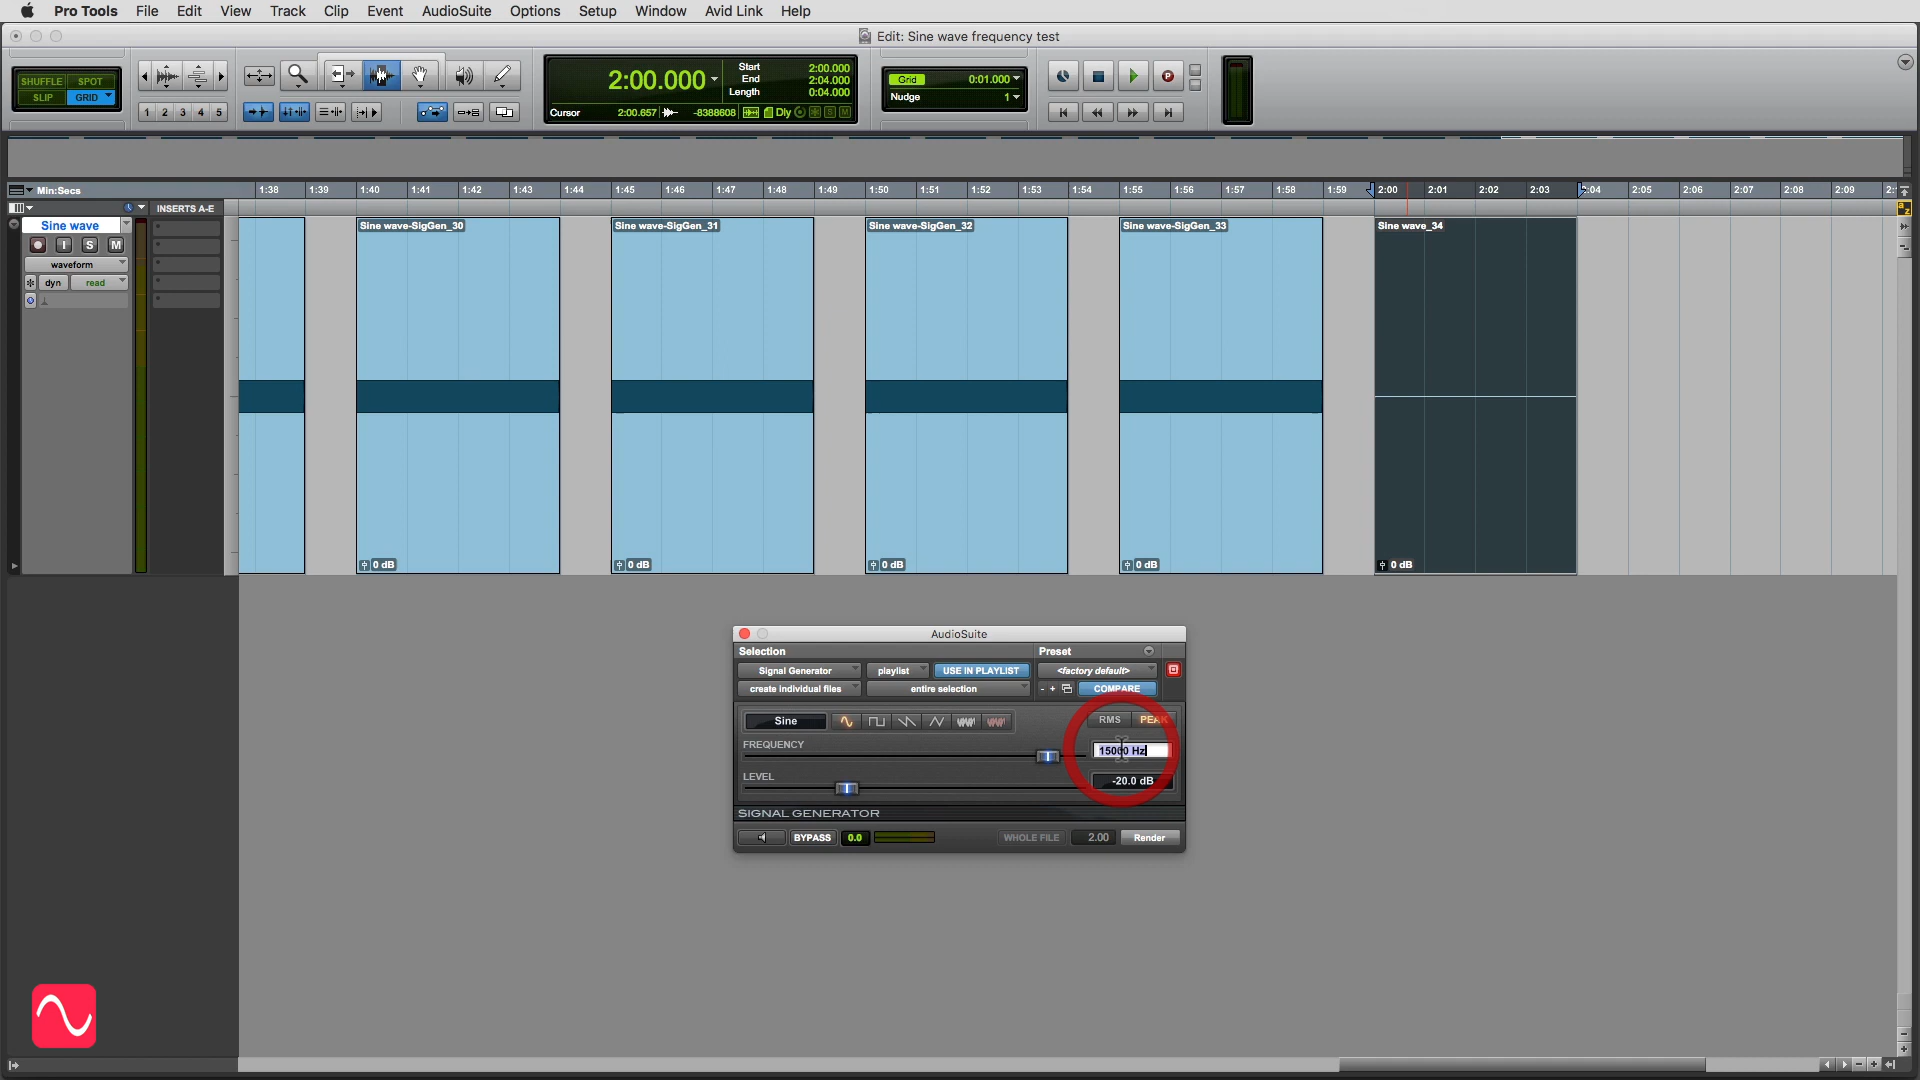 Pro Tools File Edit View Track Clip Event AudioSuite Options Setup Window Avid Link Help
Edit: Sine wave frequency test
SHUFFLE SPOT
SLIP GRID
1 2 3 4 5
2:00.000
Start 2:00.000
End 2:04.000
Length 0:04.000
Cursor 2:00.657 -8388608 Dly S M
Grid 0:01.000
Nudge 1
P
Min:Secs 1:38 1:39 1:40 1:41 1:42 1:43 1:44 1:45 1:46 1:47 1:48 1:49 1:50 1:51 1:52 1:53 1:54 1:55 1:56 1:57 1:58 1:59 2:00 2:01 2:02 2:03 2:04 2:05 2:06 2:07 2:08 2:09 2:
INSERTS A-E
a z
Sine wave
I S M
waveform
dyn read
Sine wave-SigGen_30
Sine wave-SigGen_31
Sine wave-SigGen_32
Sine wave-SigGen_33
Sine wave_34
0 dB
0 dB
0 dB
0 dB
0 dB
AudioSuite
Selection Preset
Signal Generator playlist USE IN PLAYLIST <factory default>
create individual files entire selection - + COMPARE
Sine RMS PEAK
FREQUENCY
15000 Hz
LEVEL
-20.0 dB
SIGNAL GENERATOR
BYPASS 0.0 WHOLE FILE 2.00 Render